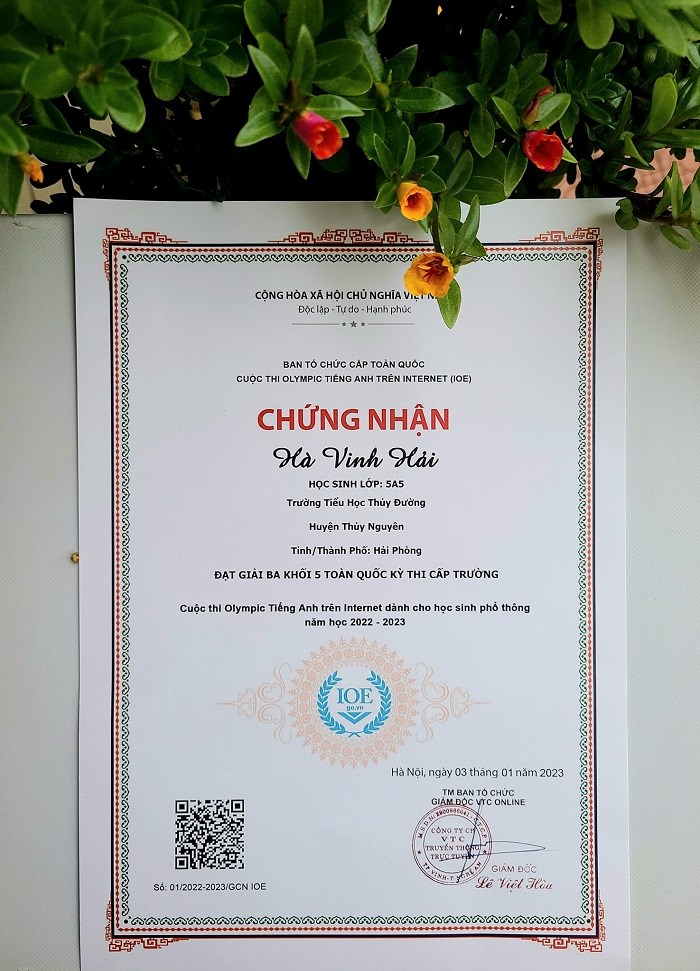 CỘNG HÒA XÃ HỘI CHỦ NGHĨA VIỆT
Độc lập - Tự do - Hạnh phúc
BAN TỔ CHỨC CẤP TOÀN QUỐC
CUỘC THI OLYMPIC TIẾNG ANH TRÊN INTERNET (IOE)
CHỨNG NHẬN
Hà Vinh Hải
HỌC SINH LỚP: 5A5
Trường Tiểu Học Thủy Đường
Huyện Thủy Nguyên
Tỉnh/Thành Phố: Hải Phòng
ĐẠT GIẢI BA KHỐI 5 TOÀN QUỐC KỲ THI CẤP TRƯỜNG
Cuộc thi Olympic Tiếng Anh trên Internet dành cho học sinh phổ thông
năm học 2022 - 2023
IOE
go.vn
Hà Nội, ngày 03 tháng 01 năm 2023
TM BAN TỔ CHỨC
GIÁM ĐỐC VTC ONLINE
CÔNG TY CP
VTC
TRUYỀN THÔNG
TRỰC TUYẾN
GIÁM ĐỐC
Lê Việt Hòa
Số: 01/2022-2023/GCN IOE